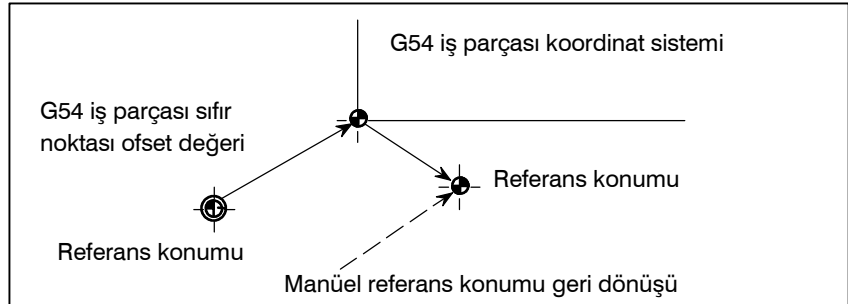 G54 iş parçası koordinat sistemi
G54 iş parçası sıfır
noktası ofset değeri
Referans konumu
Referans konumu
Manüel referans konumu geri dönüşü